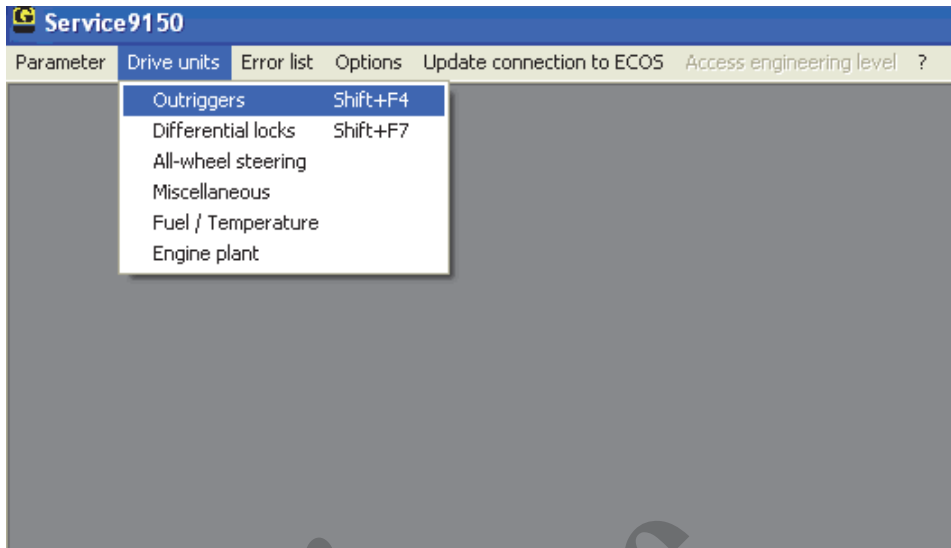 G Service9150
Parameter Drive units Error list Options Update connection to ECOS Access engineering level ?
Outriggers Shift+F4
Differential locks Shift+F7
All-wheel steering
Miscellaneous
Fuel / Temperature
Engine plant